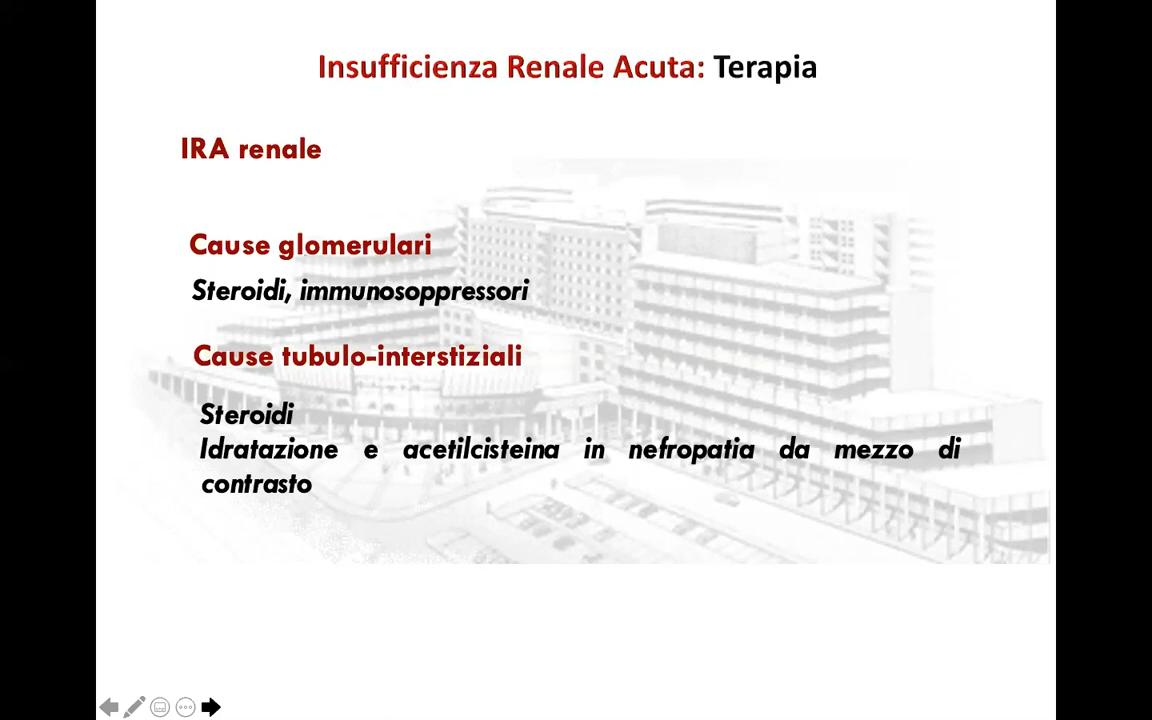 Insufficienza Renale Acuta: Terapia
IRA renale
Cause glomerulari
Steroidi, immunosoppressori
Cause tubulo-interstiziali
Steroidi
Idratazione e acetilcisteina in nefropatia da mezzo di
contrasto